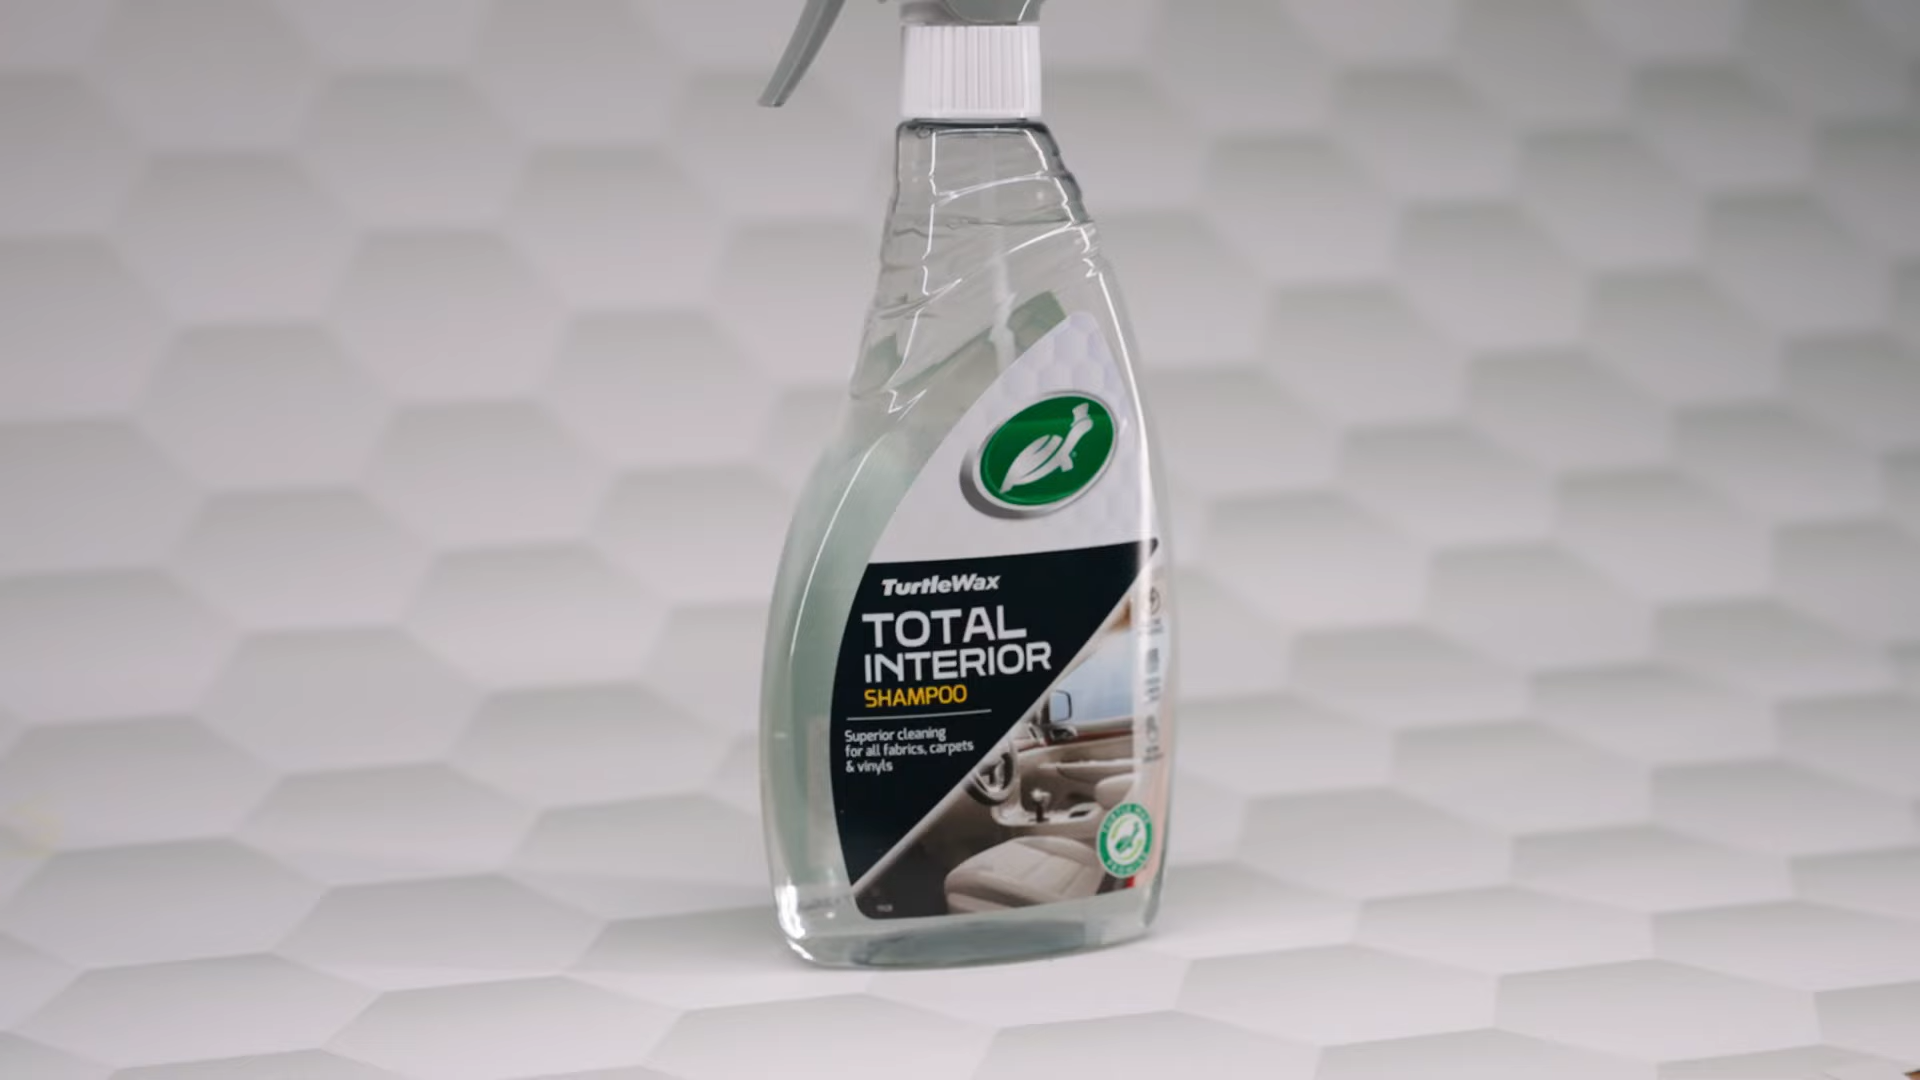 TurtleWax
TOTAL
INTERIOR
SHAMPOO
Superior cleaning
for all fabrics, carpets
& vinyls